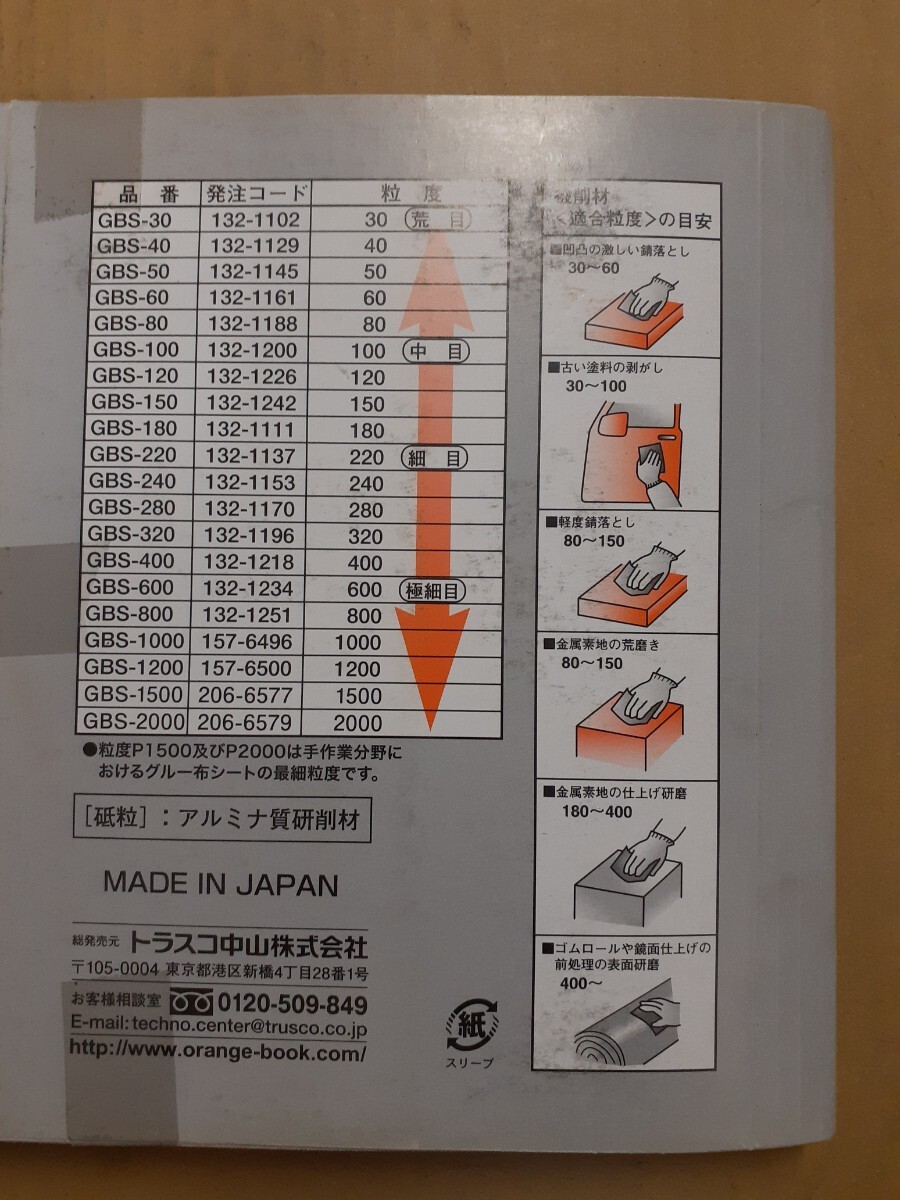 品 番 発注コード 粒 度
GBS-30 132-1102 30 荒 目
GBS-40 132-1129 40
GBS-50 132-1145 50
GBS-60 132-1161 60
GBS-80 132-1188 80
GBS-100 132-1200 100 中 目
GBS-120 132-1226 120
GBS-150 132-1242 150
GBS-180 132-1111 180
GBS-220 132-1137 220 細 目
GBS-240 132-1153 240
GBS-280 132-1170 280
GBS-320 132-1196 320
GBS-400 132-1218 400
GBS-600 132-1234 600 極細目
GBS-800 132-1251 800
GBS-1000 157-6496 1000
GBS-1200 157-6500 1200
GBS-1500 206-6577 1500
GBS-2000 206-6579 2000
●粒度P1500及びP2000は手作業分野に
おけるグルー布シートの最細粒度です。
[砥粒]：アルミナ質研削材
MADE IN JAPAN
総発売元 トラスコ中山株式会社
〒105-0004 東京都港区新橋4丁目28番1号
お客様相談室 0120-509-849
E-mail:techno.center@trusco.co.jp
http://www.orange-book.com/
紙
スリーブ
削材
<適合粒度>の目安
■凹凸の激しい錆落とし
30〜60
■古い塗料の剥がし
30〜100
■軽度錆落とし
80〜150
■金属素地の荒磨き
80〜150
■金属素地の仕上げ研磨
180〜400
■ゴムロールや鏡面仕上げの
前処理の表面研磨
400〜